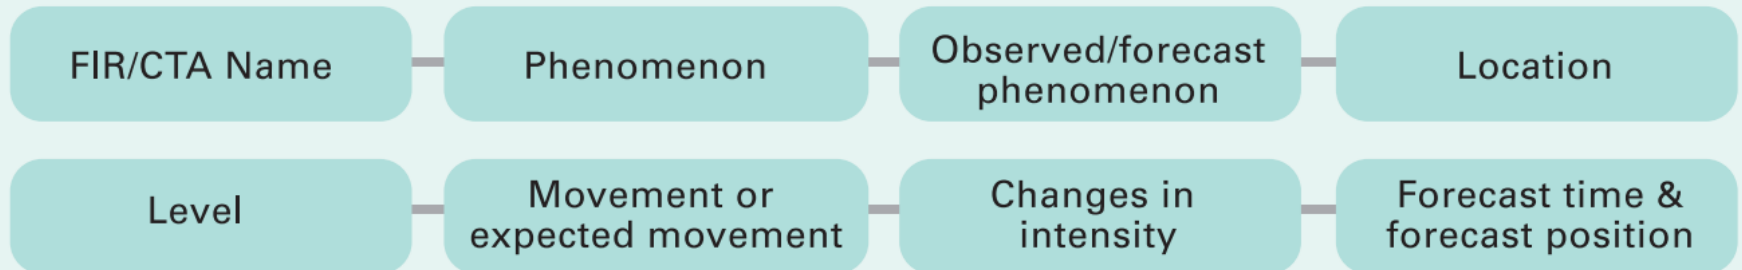 FIR/CTA Name
Phenomenon
Observed/forecast
phenomenon
Location
Level
Movement or
expected movement
Changes in
intensity
Forecast time &
forecast position